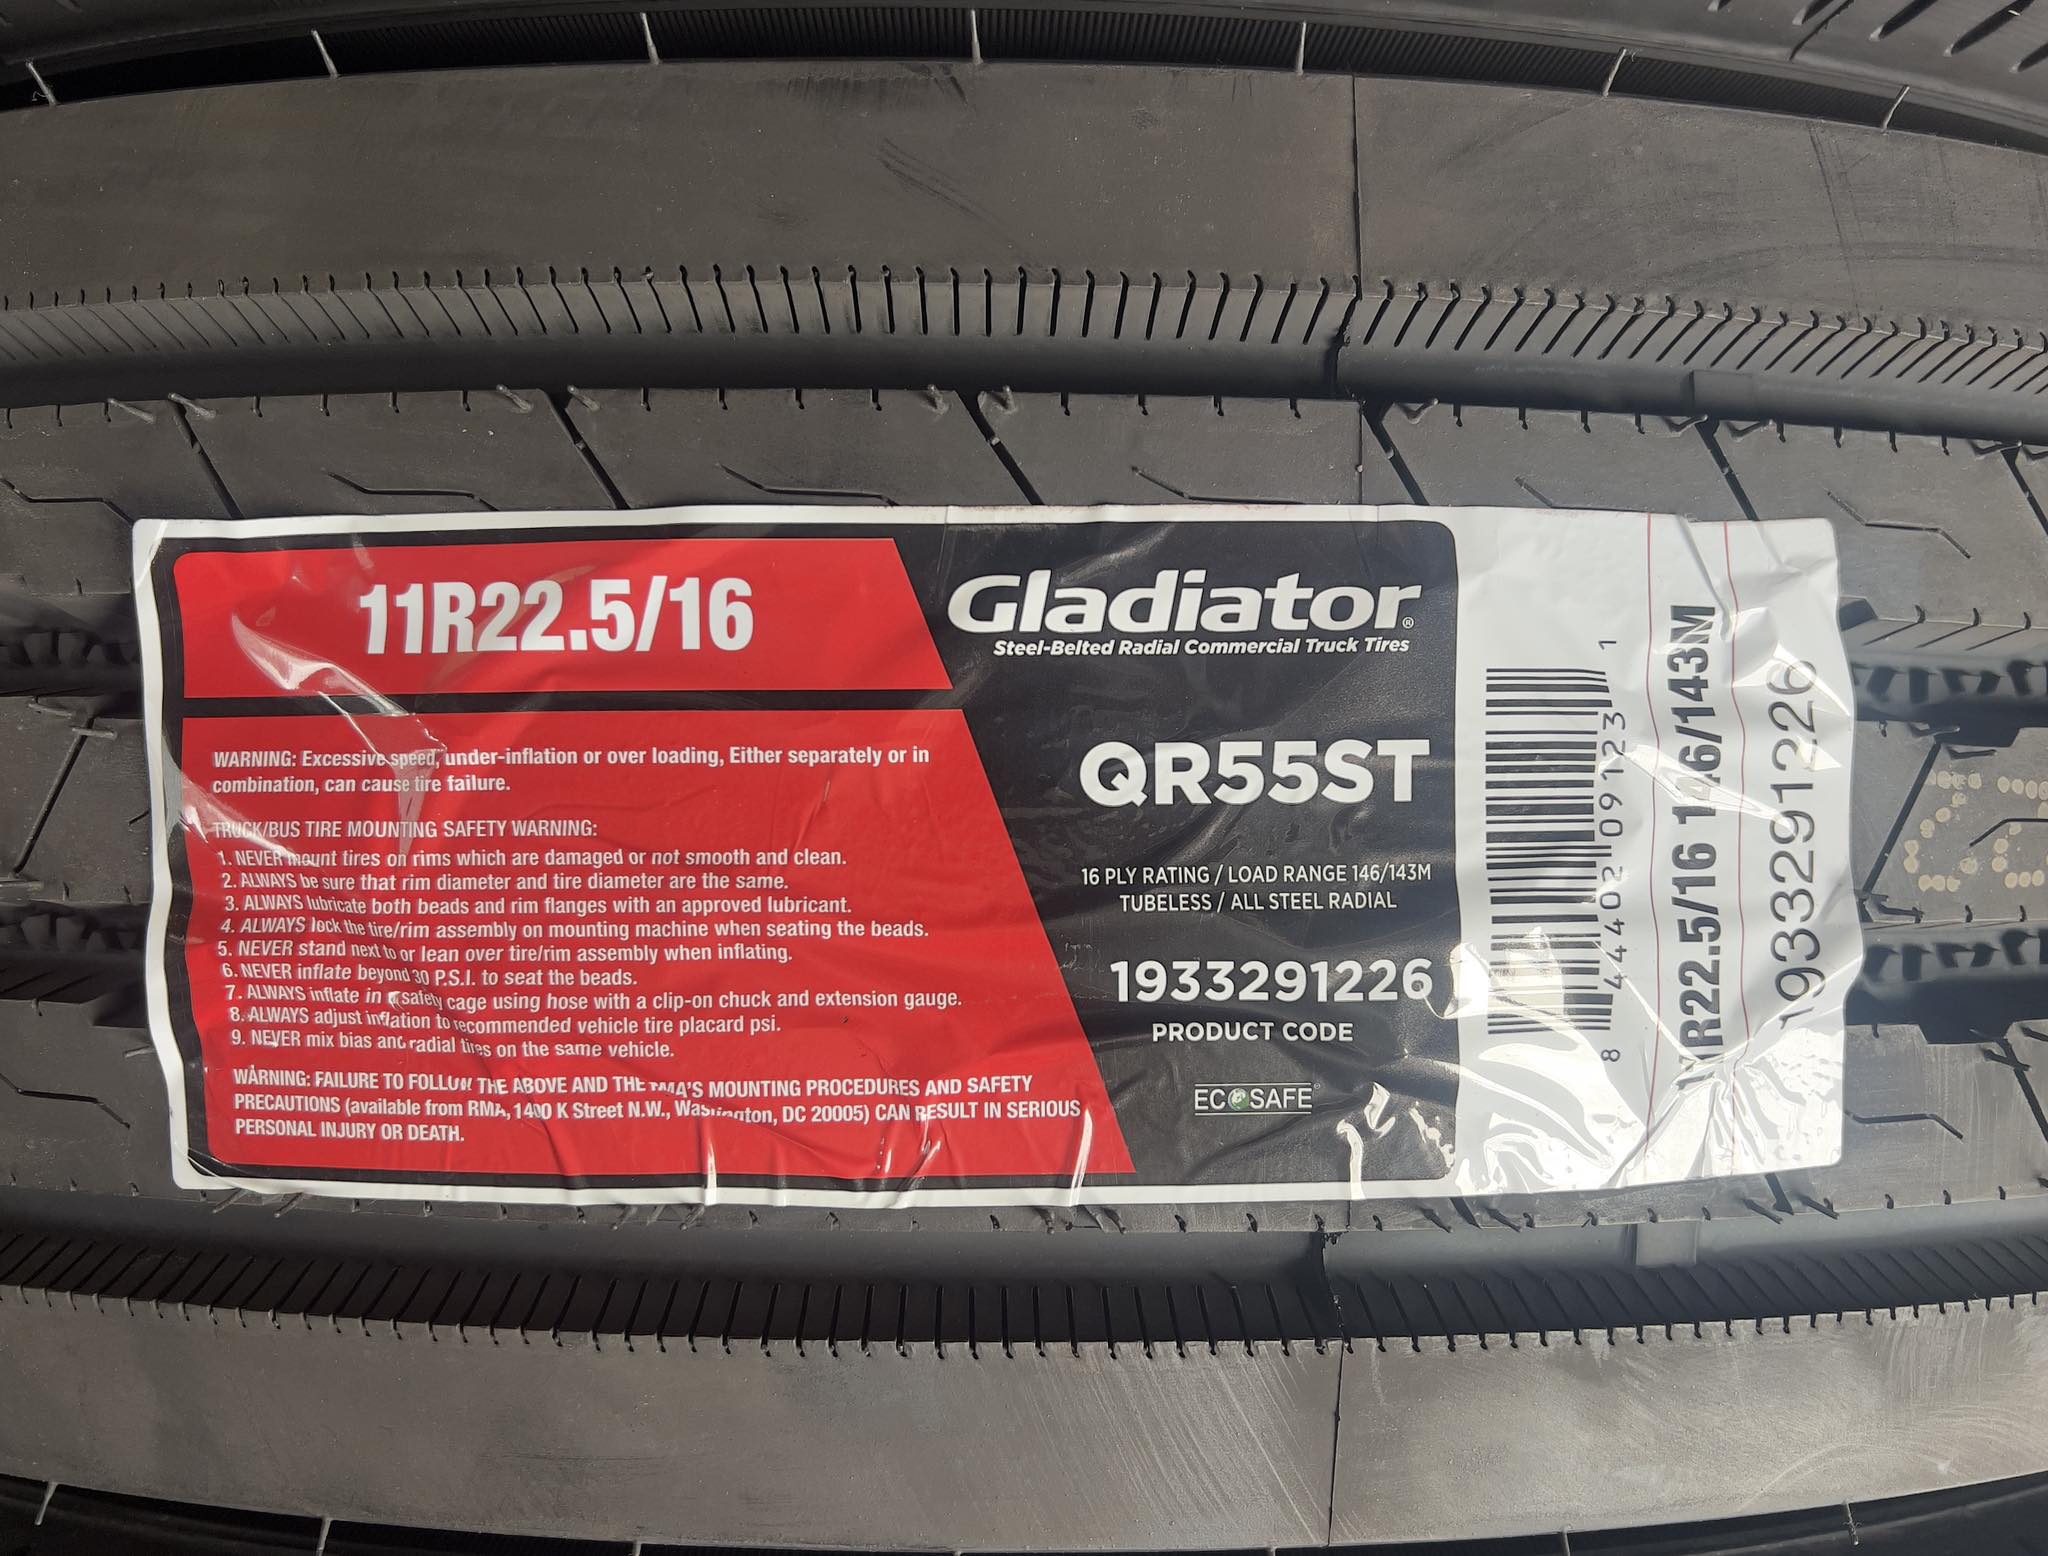 11R22.5/16
WARNING: Excessive speed, under-inflation or over loading, Either separately or in
combination, can cause tire failure.
TRUCK/BUS TIRE MOUNTING SAFETY WARNING:
1. NEVER mount tires on rims which are damaged or not smooth and clean.
2. ALWAYS be sure that rim diameter and tire diameter are the same.
3. ALWAYS lubricate both beads and rim flanges with an approved lubricant.
4. ALWAYS lock the tire/rim assembly on mounting machine when seating the beads.
5. NEVER stand next to or lean over tire/rim assembly when inflating.
6. NEVER inflate beyond 30 P.S.I. to seat the beads.
7. ALWAYS inflate in a safety cage using hose with a clip-on chuck and extension gauge.
8. ALWAYS adjust inflation to recommended vehicle tire placard psi.
9. NEVER mix bias and radial tires on the same vehicle.
WARNING: FAILURE TO FOLLOW THE ABOVE AND THE RMA'S MOUNTING PROCEDURES AND SAFETY
PRECAUTIONS (available from RMA, 1400 K Street N.W., Washington, DC 20005) CAN RESULT IN SERIOUS
PERSONAL INJURY OR DEATH.
Gladiator®
Steel-Belted Radial Commercial Truck Tires
QR55ST
16 PLY RATING / LOAD RANGE 146/143M
TUBELESS / ALL STEEL RADIAL
1933291226
PRODUCT CODE
ECOSAFE®
8 44402 09123 1
11R22.5/16 146/143M
1933291226